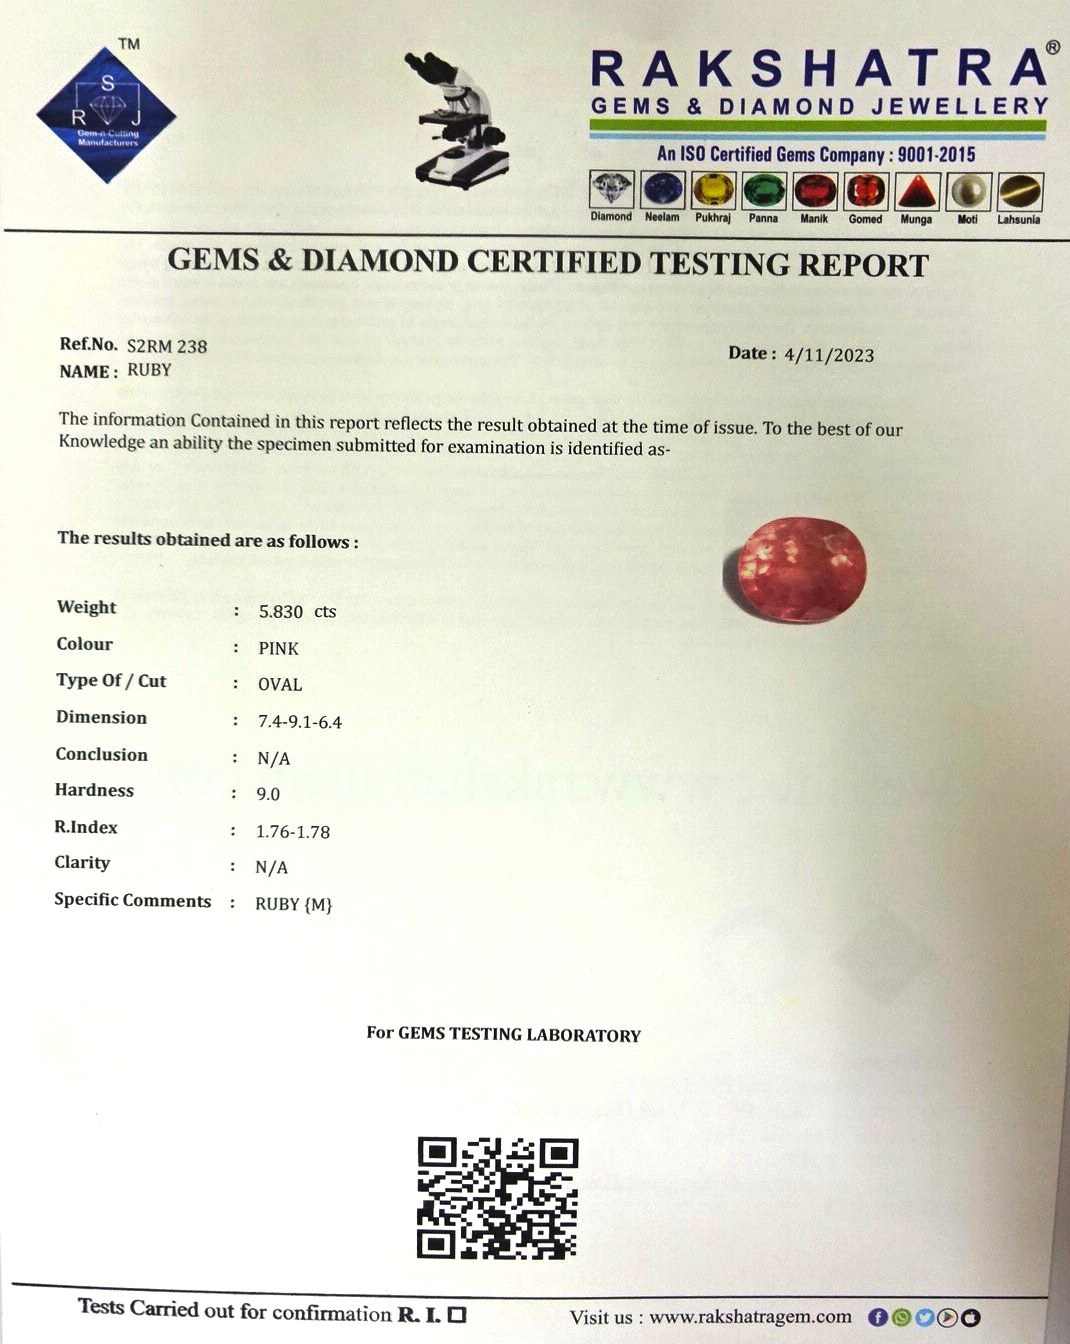 TM
S
R J
Gem-n-Cutting
Manufacturers
RAKSHATRA®
GEMS & DIAMOND JEWELLERY
An ISO Certified Gems Company : 9001-2015
Diamond Neelam Pukhraj Panna Manik Gomed Munga Moti Lahsunia
GEMS & DIAMOND CERTIFIED TESTING REPORT
Ref.No. S2RM 238
Date : 4/11/2023
NAME : RUBY
The information Contained in this report reflects the result obtained at the time of issue. To the best of our
Knowledge an ability the specimen submitted for examination is identified as-
The results obtained are as follows :
Weight : 5.830 cts
Colour : PINK
Type Of / Cut : OVAL
Dimension : 7.4-9.1-6.4
Conclusion : N/A
Hardness : 9.0
R.Index : 1.76-1.78
Clarity : N/A
Specific Comments : RUBY {M}
For GEMS TESTING LABORATORY
Tests Carried out for confirmation R. I. ☐
Visit us : www.rakshatragem.com